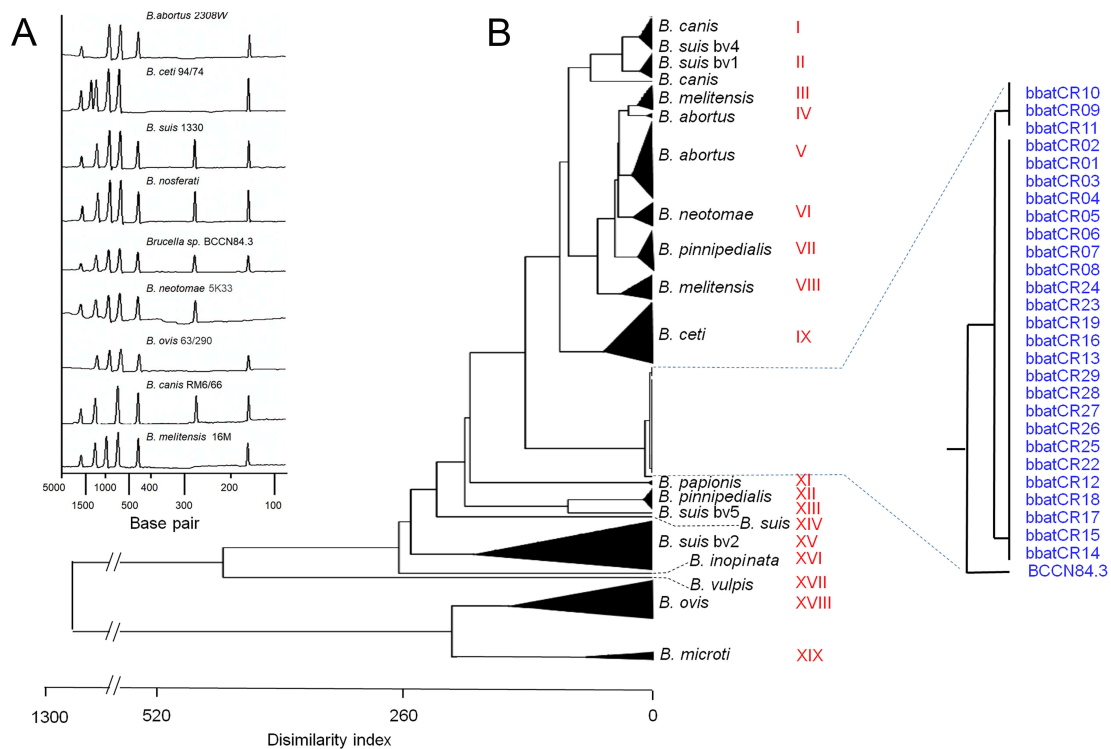 A
B.abortus 2308W
B. ceti 94/74
B. suis 1330
B. nosferati
Brucella sp. BCCN84.3
B. neotomae 5K33
B. ovis 63/290
B. canis RM6/66
B. melitensis 16M
5000 1500 1000 500 400 300 200 100
Base pair
B
B. canis I
B. suis bv4
B. suis bv1 II
B. canis
B. melitensis III
B. abortus IV
B. abortus V
B. neotomae VI
B. pinnipedialis VII
B. melitensis VIII
B. ceti IX
B. papionis XI
B. pinnipedialis XII
B. suis bv5 XIII
B. suis XIV
B. suis bv2 XV
B. inopinata XVI
B. vulpis XVII
B. ovis XVIII
B. microti XIX
1300 520 260 0
Disimilarity index
bbatCR10
bbatCR09
bbatCR11
bbatCR02
bbatCR01
bbatCR03
bbatCR04
bbatCR05
bbatCR06
bbatCR07
bbatCR08
bbatCR24
bbatCR23
bbatCR19
bbatCR16
bbatCR13
bbatCR29
bbatCR28
bbatCR27
bbatCR26
bbatCR25
bbatCR22
bbatCR12
bbatCR18
bbatCR17
bbatCR15
bbatCR14
BCCN84.3